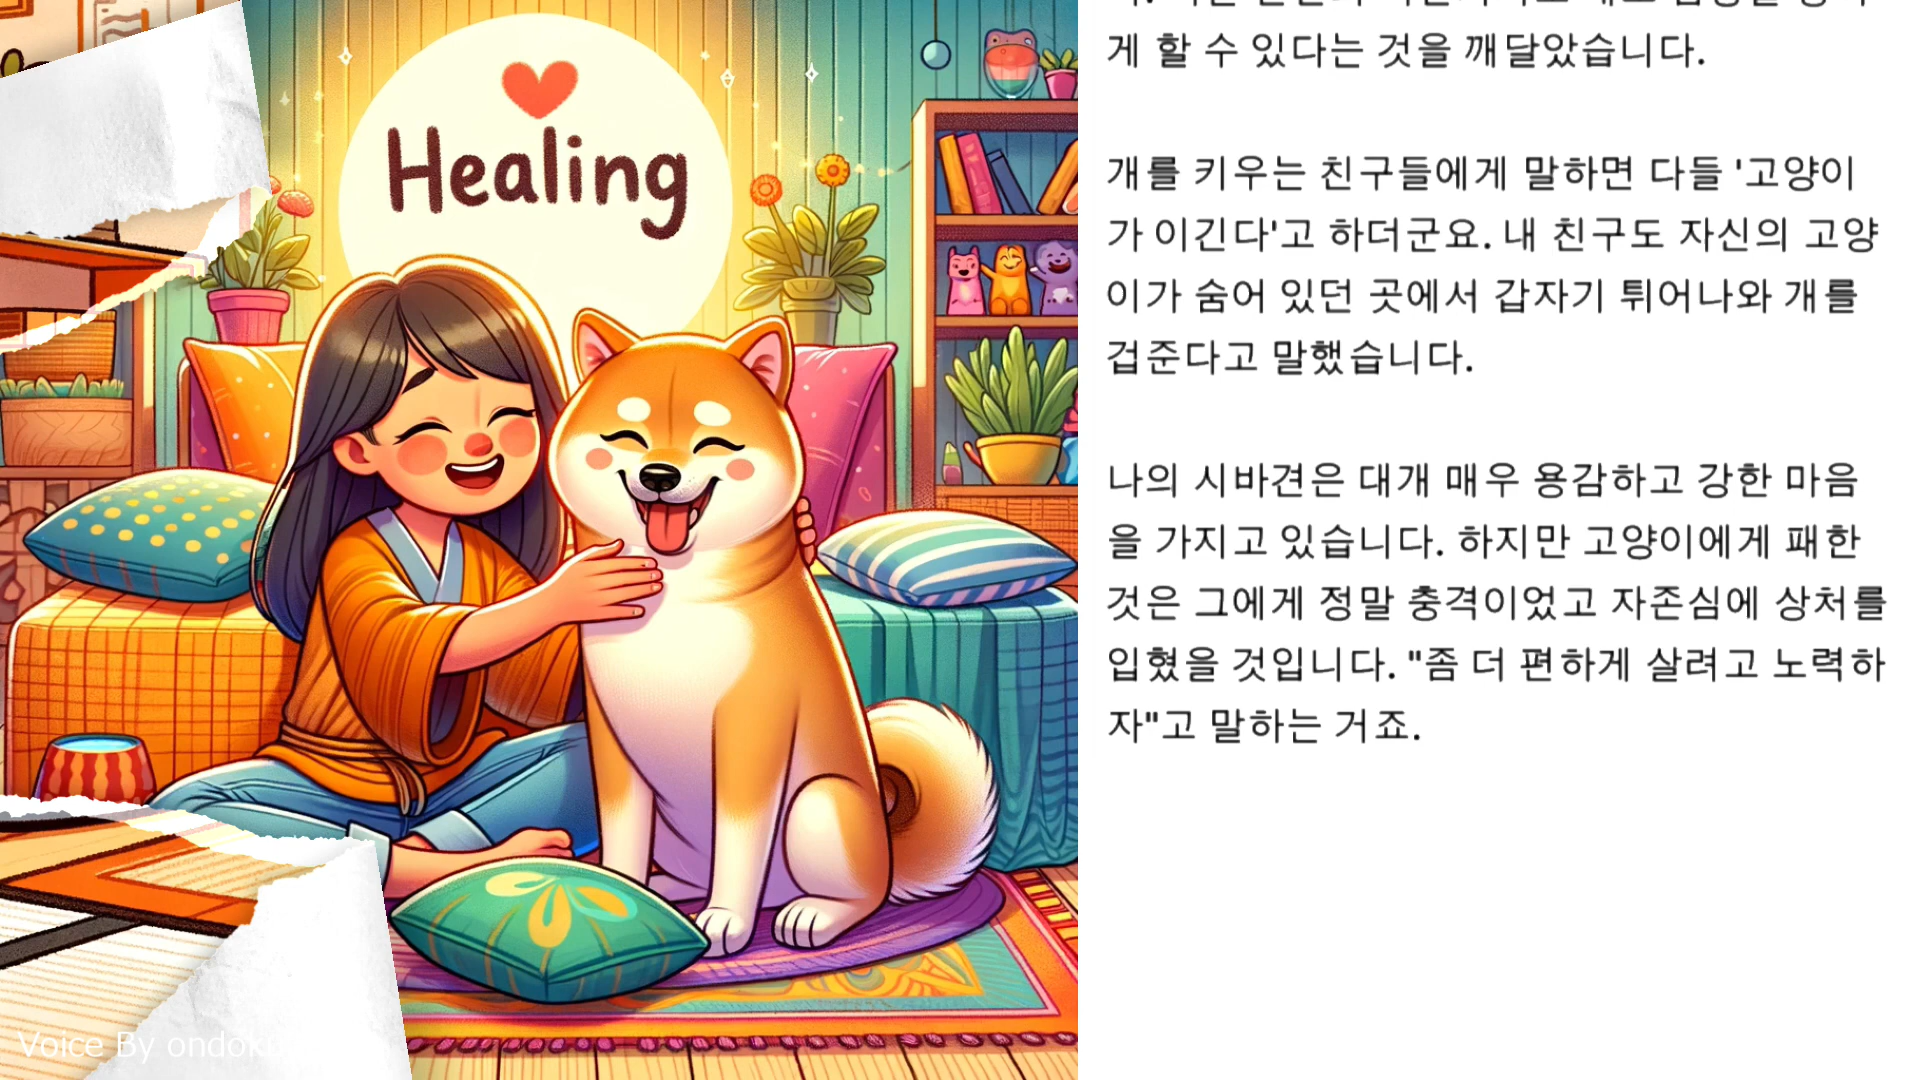 Healing
게 할 수 있다는 것을 깨달았습니다.
개를 키우는 친구들에게 말하면 다들 '고양이
가 이긴다'고 하더군요. 내 친구도 자신의 고양
이가 숨어 있던 곳에서 갑자기 튀어나와 개를
겁준다고 말했습니다.
나의 시바견은 대개 매우 용감하고 강한 마음
을 가지고 있습니다. 하지만 고양이에게 패한
것은 그에게 정말 충격이었고 자존심에 상처를
입혔을 것입니다. "좀 더 편하게 살려고 노력하
자"고 말하는 거죠.
Voice By